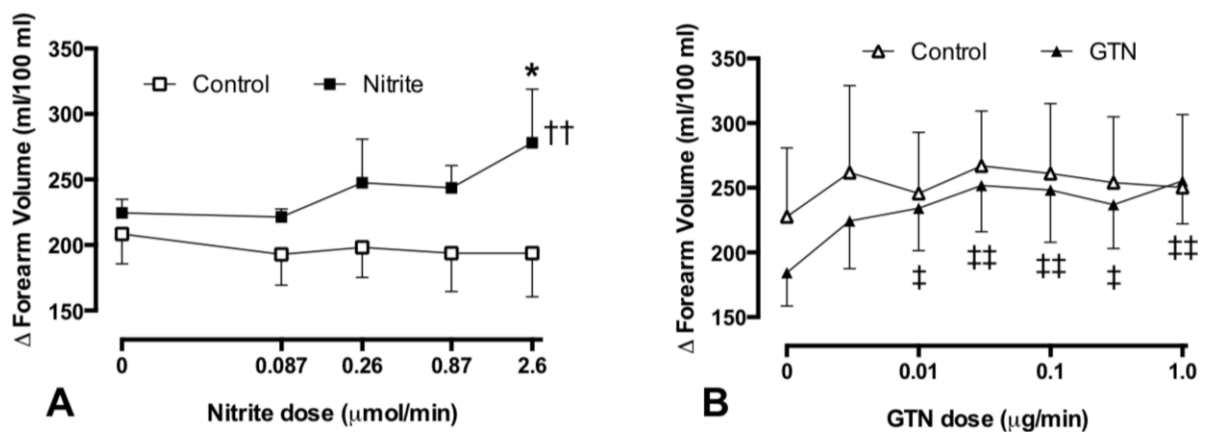 Δ Forearm Volume (ml/100 ml)
350
300
250
200
150
Control
Nitrite
*
††
0
0.087
0.26
0.87
2.6
A
Nitrite dose (μmol/min)
Δ Forearm Volume (ml/100 ml)
350
300
250
200
150
Control
GTN
‡
‡‡
‡‡
‡
‡‡
0
0.01
0.1
1.0
B
GTN dose (μg/min)